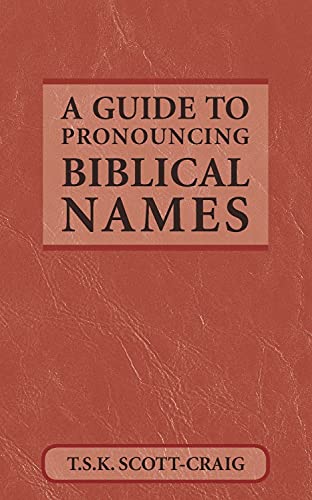 A GUIDE TO
PRONOUNCING
BIBLICAL
NAMES
T.S.K. SCOTT-CRAIG